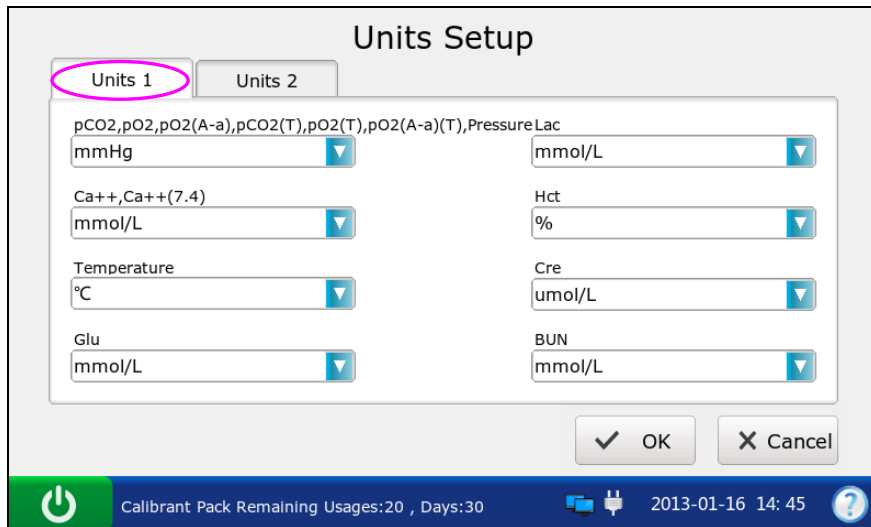 Units Setup
Units 1
Units 2
pCO2,pO2,pO2(A-a),pCO2(T),pO2(T),pO2(A-a)(T),Pressure
Lac
mmHg
mmol/L
Ca++,Ca++(7.4)
Hct
mmol/L
%
Temperature
Cre
℃
umol/L
Glu
BUN
mmol/L
mmol/L
OK
Cancel
Calibrant Pack Remaining Usages:20 , Days:30
2013-01-16 14: 45
?